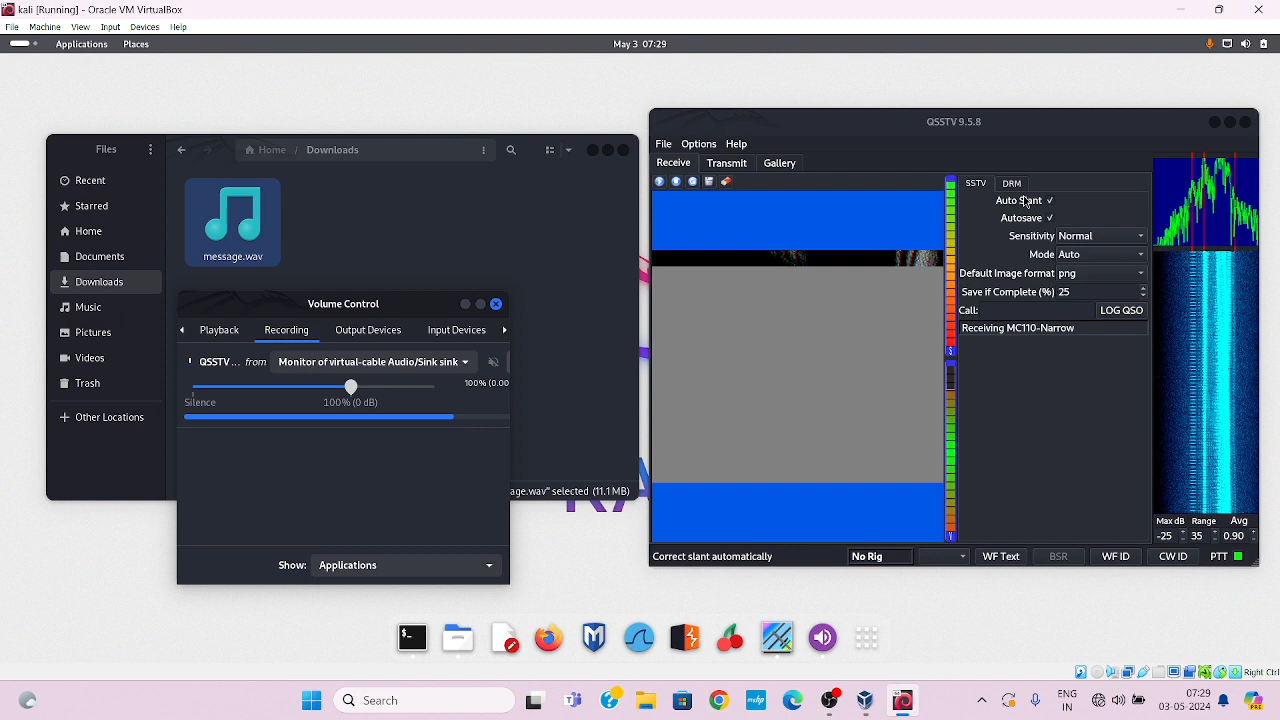 kali [Running] - Oracle VM VirtualBox
File Machine View Input Devices Help
Applications Places May 3 07:29
Files
Home / Downloads
Recent
Starred
Home
Documents
Downloads
Music
Pictures
Videos
Trash
Other Locations
message.wav
age.wav" selected (11.1 MB)
Volume Control
Playback Recording Output Devices Input Devices
QSSTV... from Monitor of virtual-cable Audio/Sink sink
100% (0.00
Silence 100% (0 dB)
Show: Applications
QSSTV 9.5.8
File Options Help
Receive Transmit Gallery
SSTV DRM
Auto Slant
Autosave
Sensitivity Normal
Mode Auto
Default Image format png
Save if Complete (%) 25
Call: LOG QSO
Receiving MC110-Narrow
S
V
Max dB Range Avg
-25 35 0.90
Correct slant automatically No Rig WF Text BSR WF ID CW ID PTT
Right Ctrl
Search
ENG
IN
07:29
03-05-2024